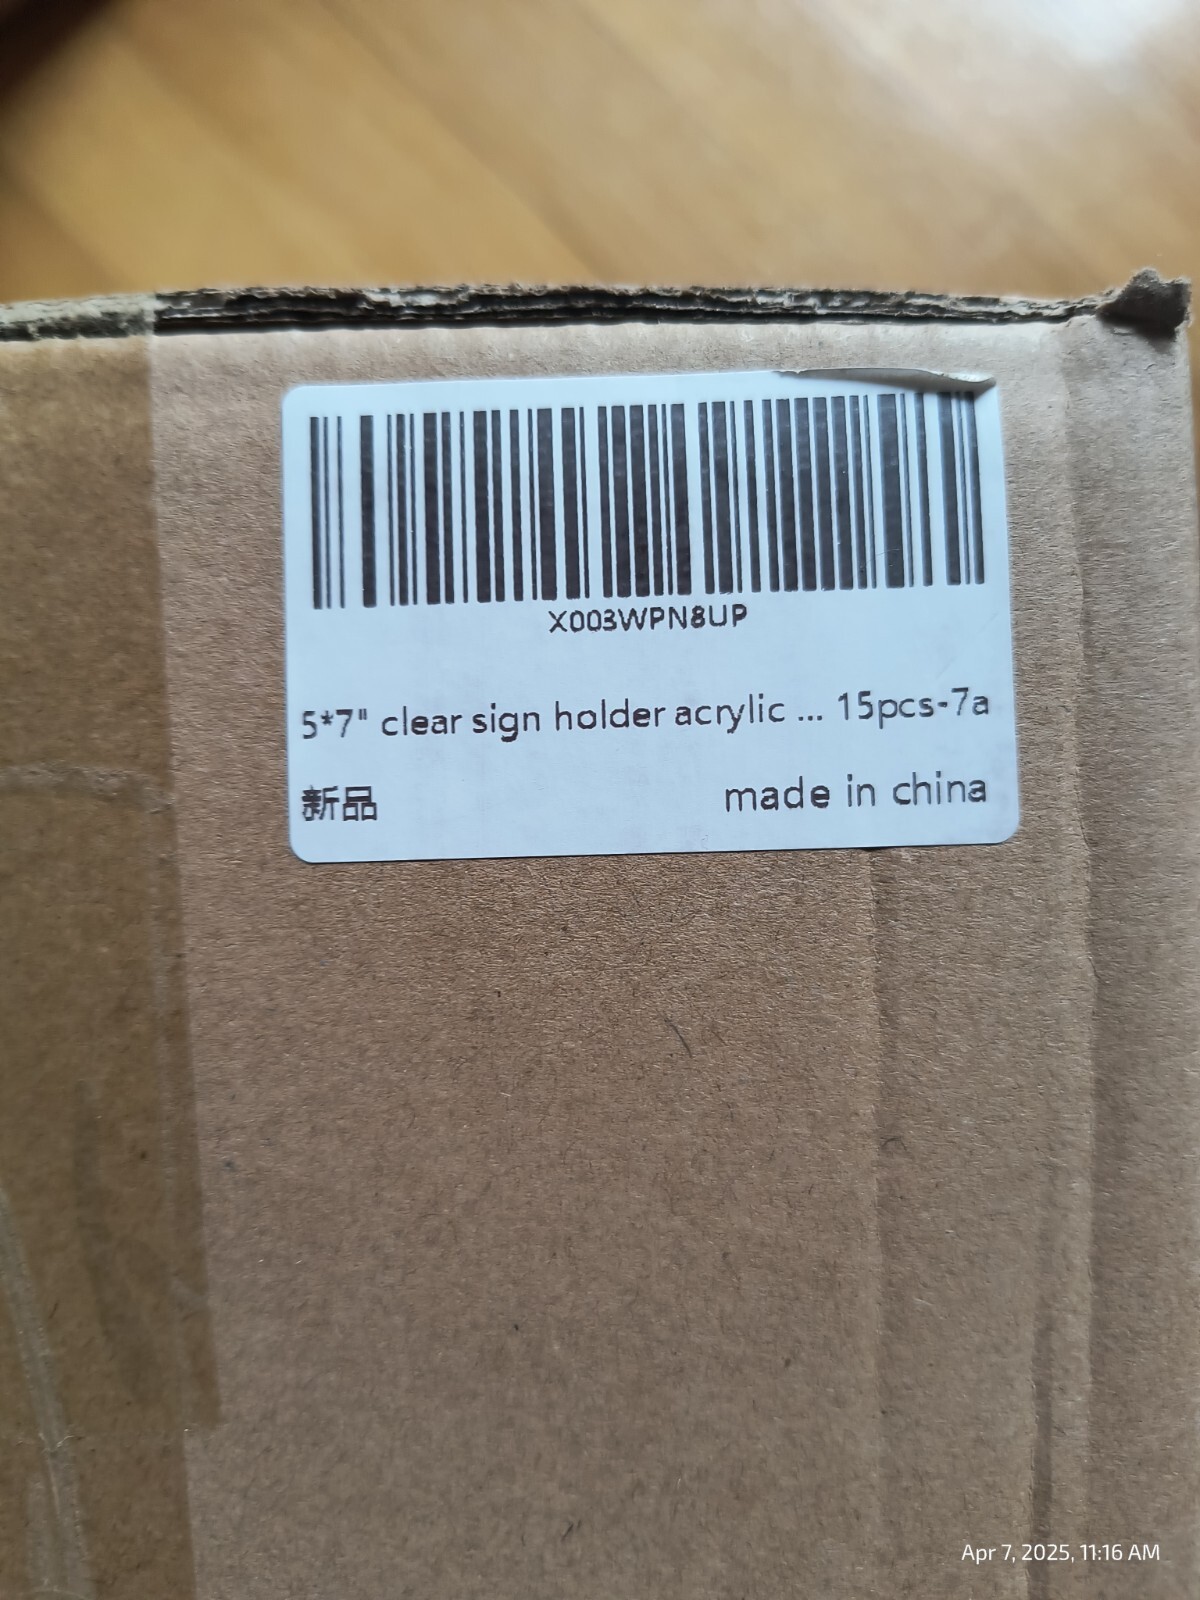 X003WPN8UP
5*7" clear sign holder acrylic ... 15pcs-7a
新品 made in china
Apr 7, 2025, 11:16 AM